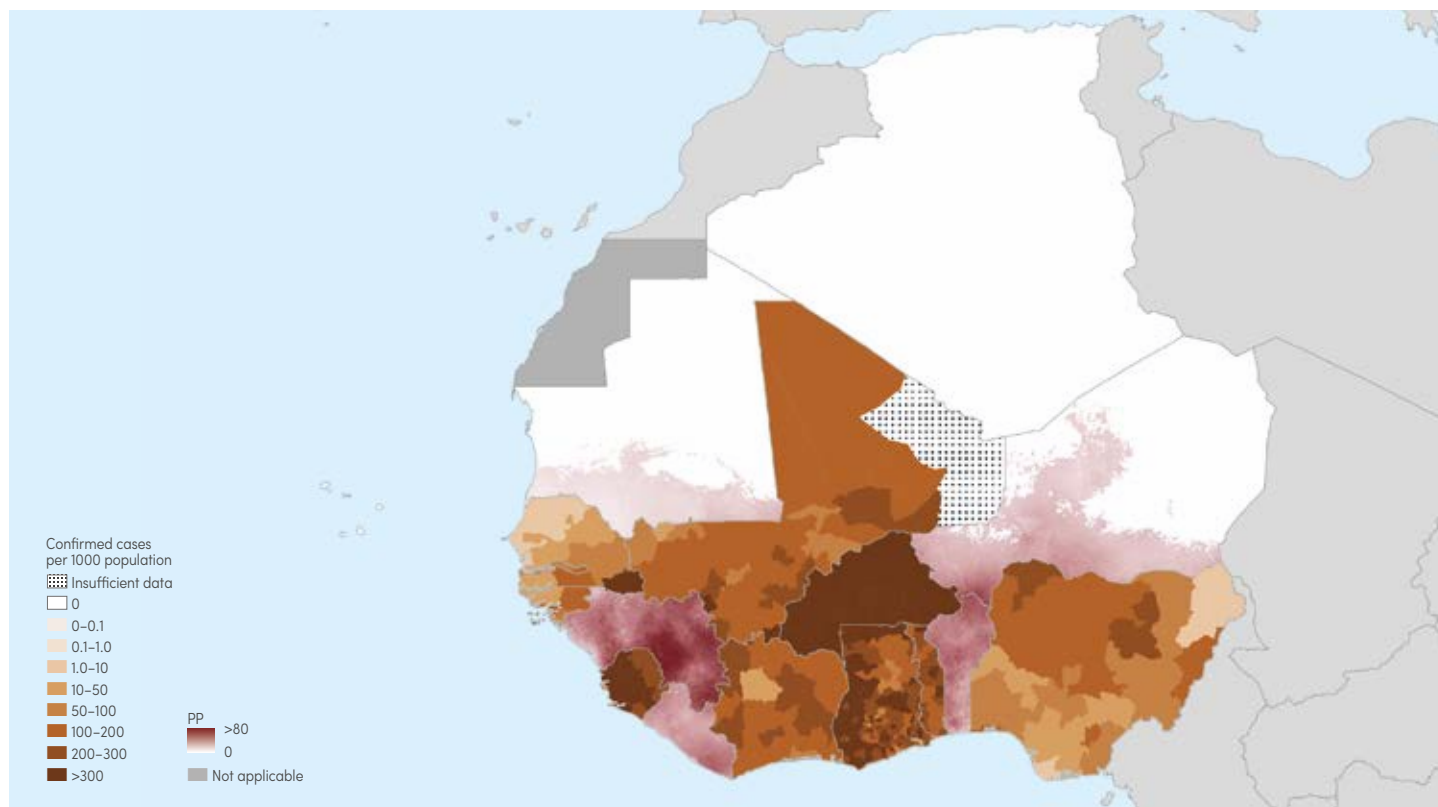 Confirmed cases
per 1000 population
Insufficient data
0
0–0.1
0.1–1.0
1.0–10
10–50
50–100
100–200
200–300
>300
PP
>80
0
Not applicable